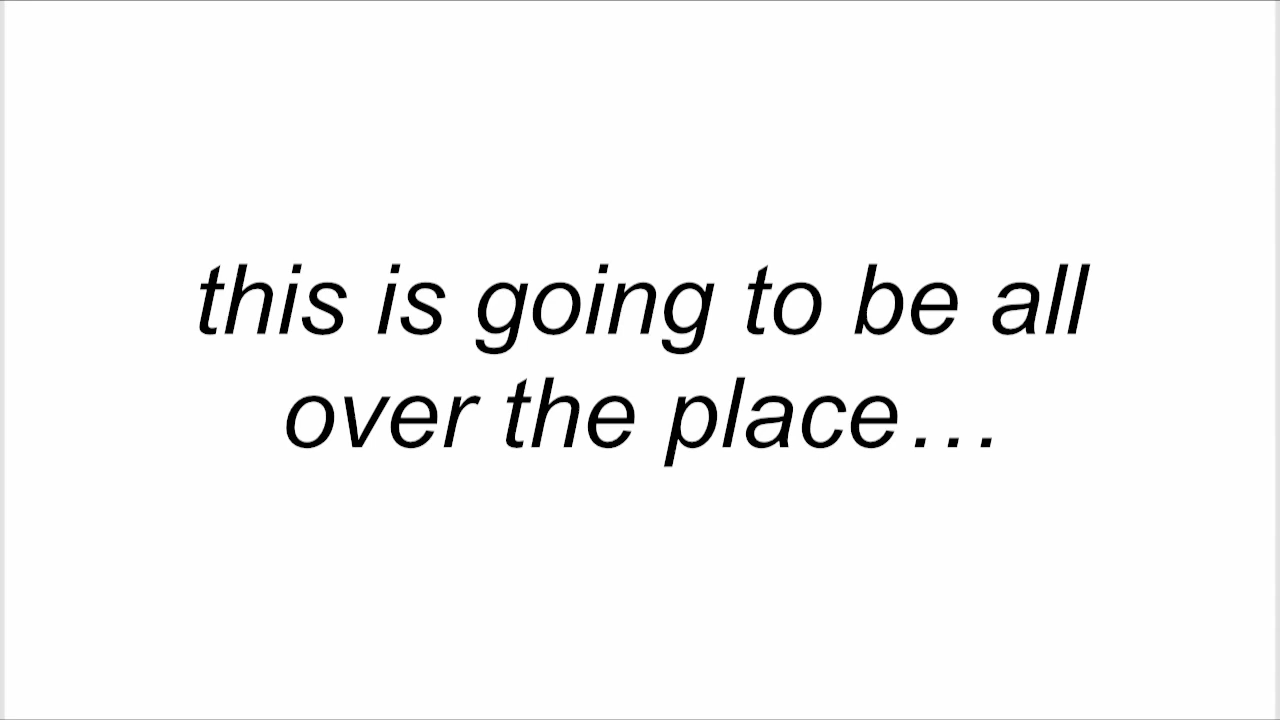 this is going to be all
over the place…